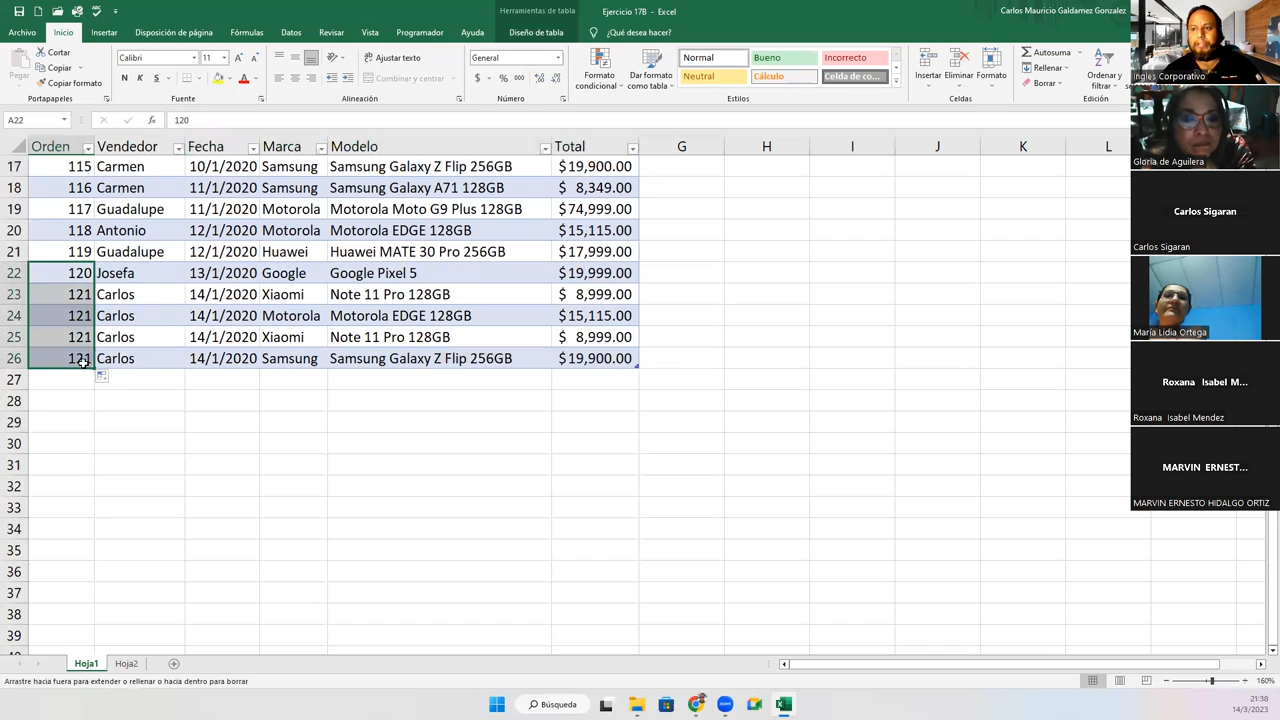 Herramientas de tabla
Ejercicio 17B - Excel
Carlos Mauricio Galdamez Gonzalez
Archivo Inicio Insertar Disposición de página Fórmulas Datos Revisar Vista Programador Ayuda Diseño de tabla ¿Qué desea hacer?
Pegar
Cortar
Copiar
Copiar formato
Portapapeles
Calibri 11
N K S
Fuente
Ajustar texto
Combinar y centrar
Alineación
General
$ % 000
Número
Formato condicional
Dar formato como tabla
Normal Bueno Incorrecto
Neutral Cálculo Celda de co...
Estilos
Insertar Eliminar Formato
Celdas
Autosuma
Rellenar
Borrar
Ordenar y filtrar
Edición
A22 fx 120
Orden Vendedor Fecha Marca Modelo Total G H I J K L
17 115 Carmen 10/1/2020 Samsung Samsung Galaxy Z Flip 256GB $19,900.00
18 116 Carmen 11/1/2020 Samsung Samsung Galaxy A71 128GB $ 8,349.00
19 117 Guadalupe 11/1/2020 Motorola Motorola Moto G9 Plus 128GB $74,999.00
20 118 Antonio 12/1/2020 Motorola Motorola EDGE 128GB $15,115.00
21 119 Guadalupe 12/1/2020 Huawei Huawei MATE 30 Pro 256GB $17,999.00
22 120 Josefa 13/1/2020 Google Google Pixel 5 $19,999.00
23 121 Carlos 14/1/2020 Xiaomi Note 11 Pro 128GB $ 8,999.00
24 121 Carlos 14/1/2020 Motorola Motorola EDGE 128GB $15,115.00
25 121 Carlos 14/1/2020 Xiaomi Note 11 Pro 128GB $ 8,999.00
26 121 Carlos 14/1/2020 Samsung Samsung Galaxy Z Flip 256GB $19,900.00
27
28
29
30
31
32
33
34
35
36
37
38
39
Hoja1 Hoja2
Arrastre hacia fuera para extender o rellenar o hacia dentro para borrar
160%
Búsqueda
21:38
14/3/2023
Ingles Corporativo
Gloria de Aguilera
Carlos Sigaran
Carlos Sigaran
María Lidia Ortega
Roxana Isabel M...
Roxana Isabel Mendez
MARVIN ERNEST...
MARVIN ERNESTO HIDALGO ORTIZ